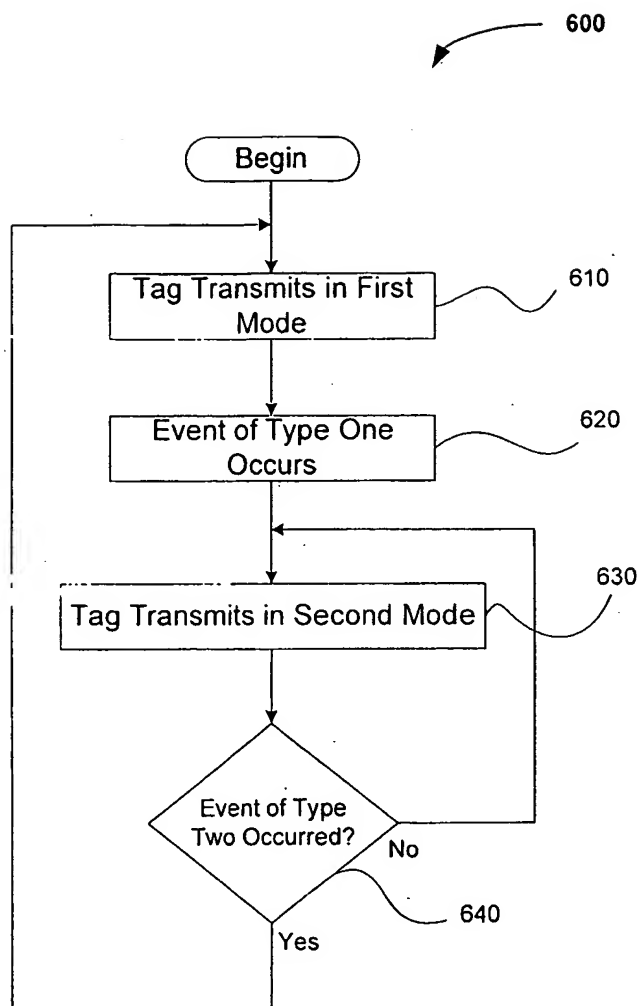 600
Begin
Tag Transmits in First
Mode
610
Event of Type One
Occurs
620
Tag Transmits in Second Mode
630
Event of Type
Two Occurred?
No
640
Yes